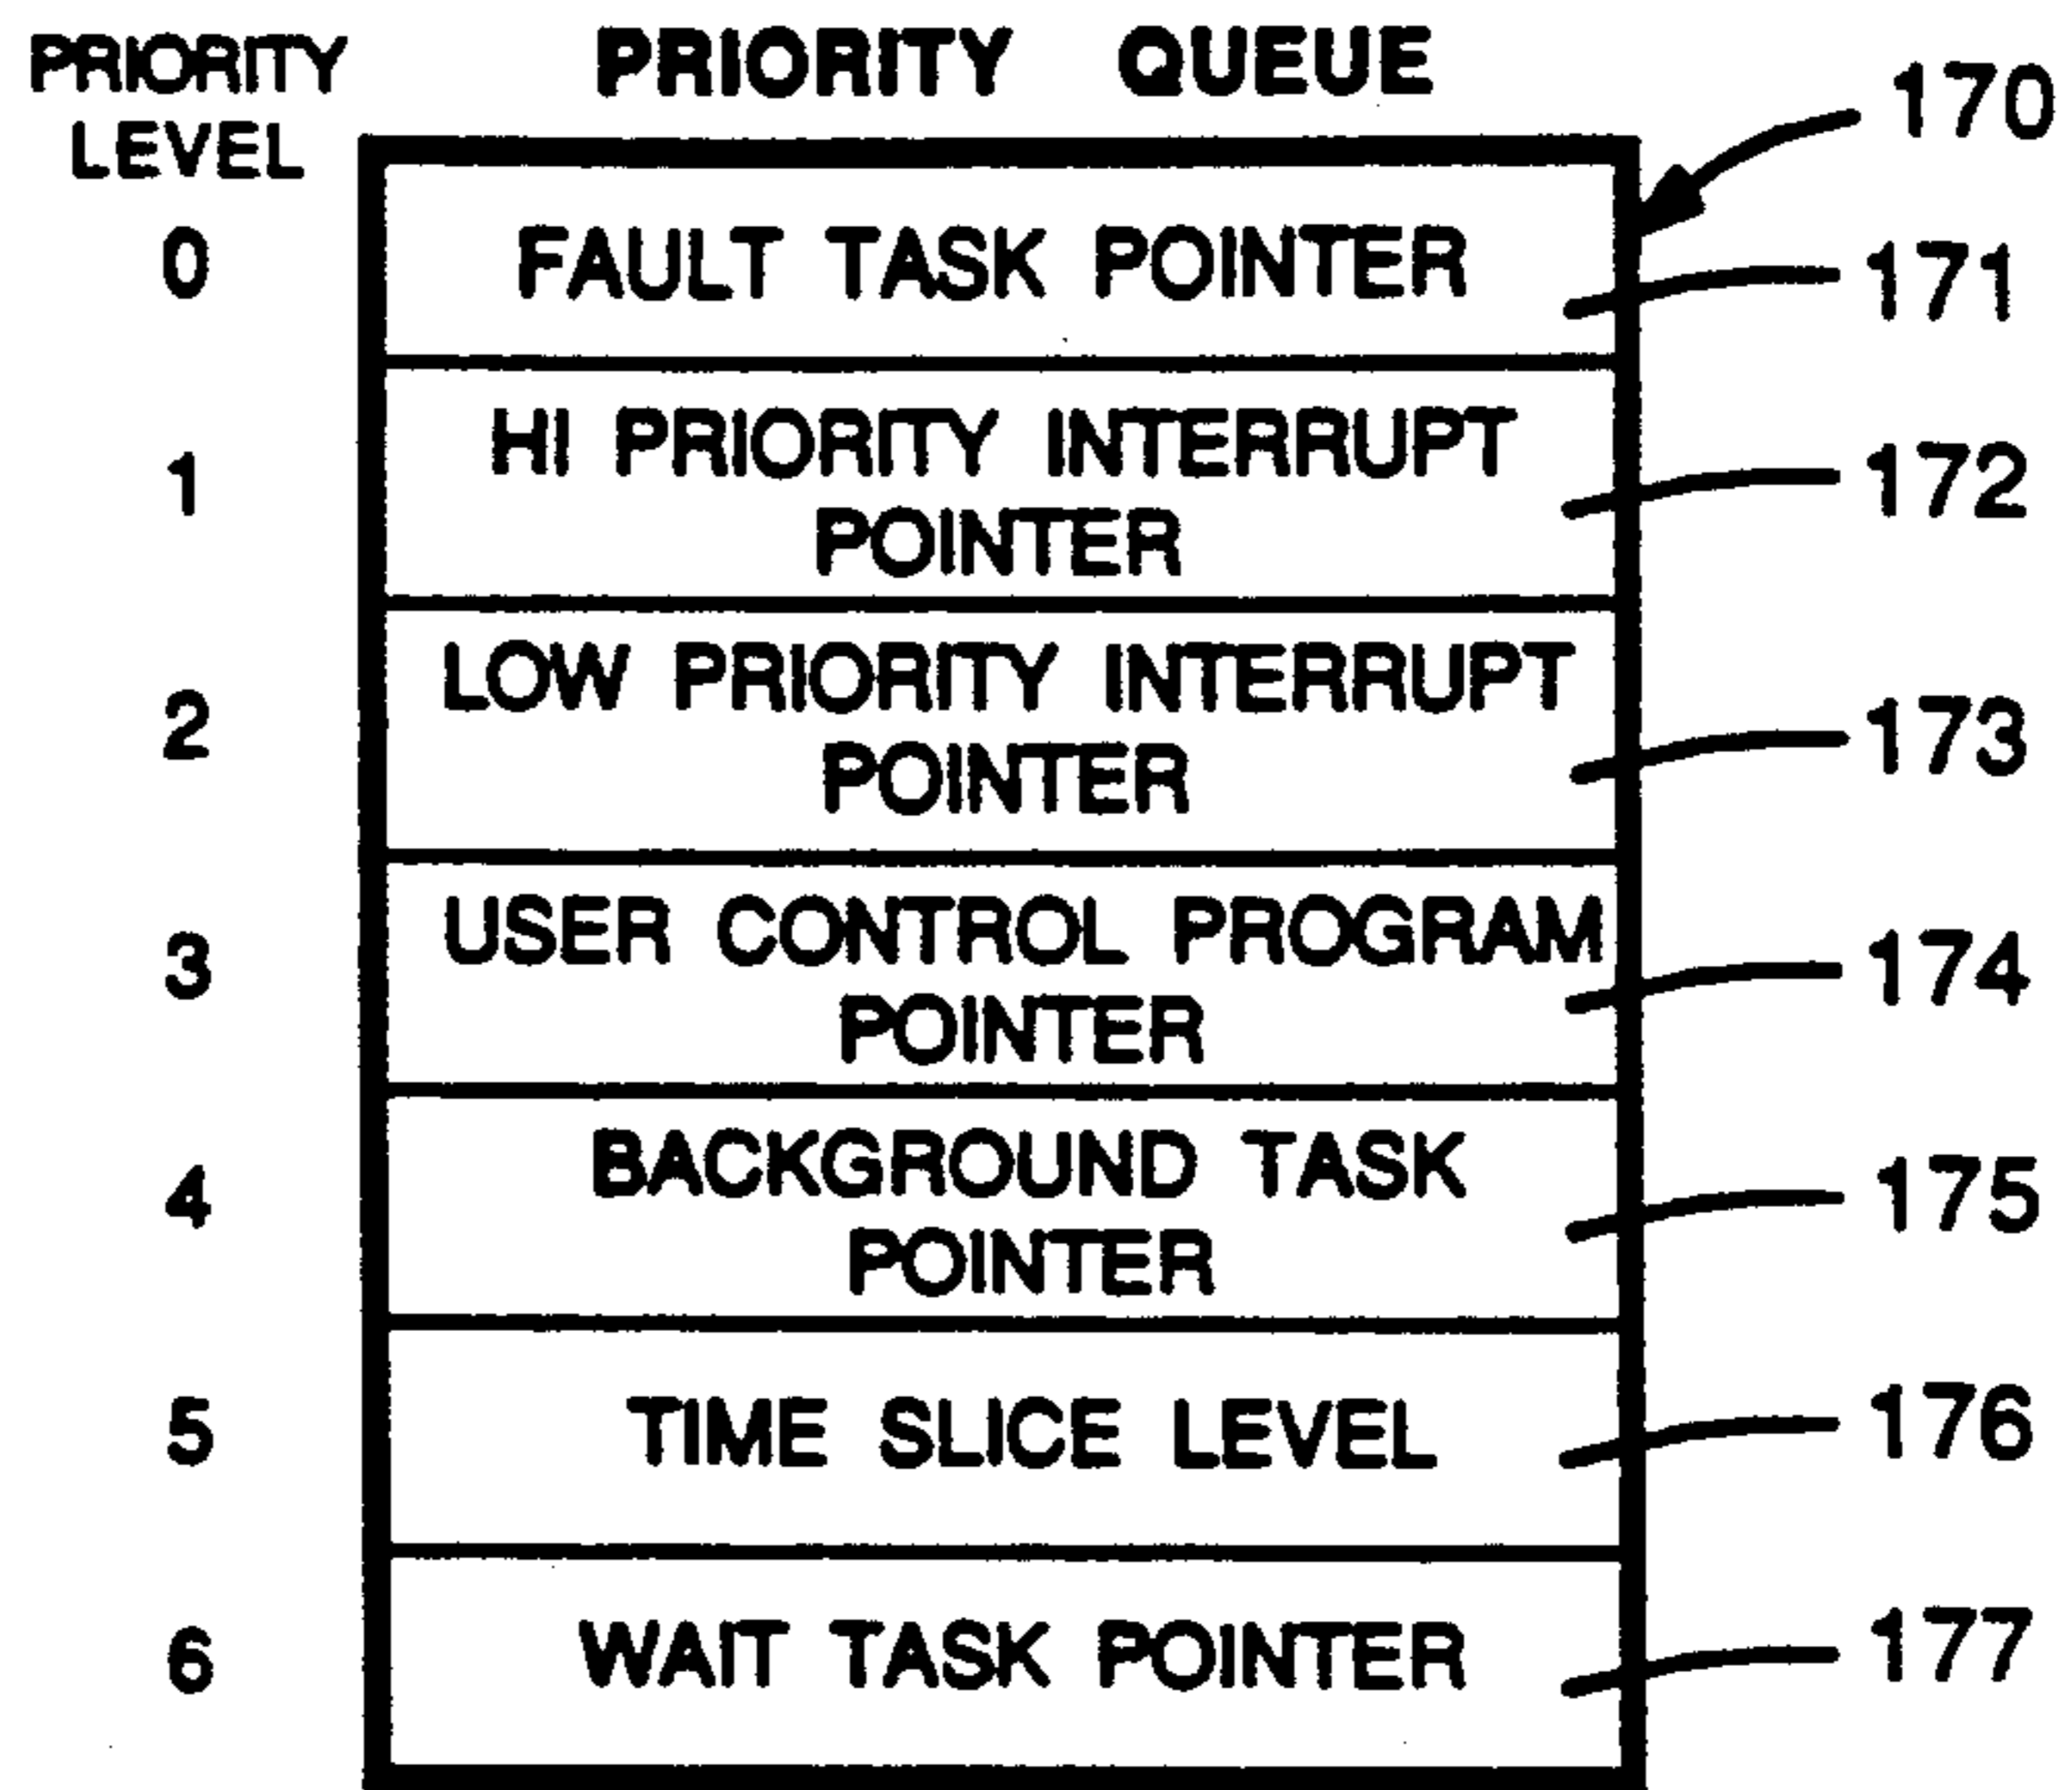 PRIORITY
LEVEL
PRIORITY QUEUE
170
0
FAULT TASK POINTER
171
1
HI PRIORITY INTERRUPT
POINTER
172
2
LOW PRIORITY INTERRUPT
POINTER
173
3
USER CONTROL PROGRAM
POINTER
174
4
BACKGROUND TASK
POINTER
175
5
TIME SLICE LEVEL
176
6
WAIT TASK POINTER
177